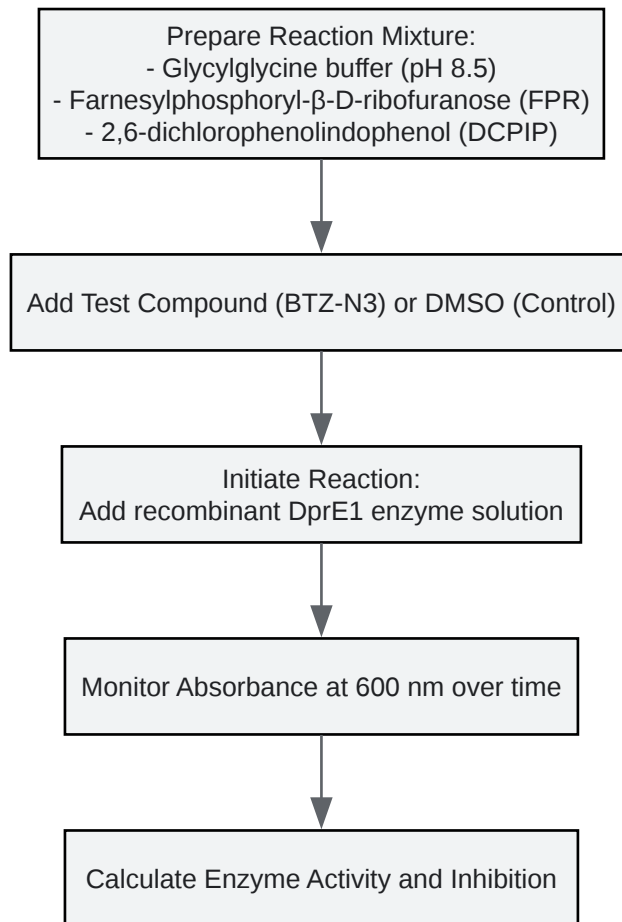 Prepare Reaction Mixture:
- Glycylglycine buffer (pH 8.5)
- Farnesylphosphoryl-β-D-ribofuranose (FPR)
- 2,6-dichlorophenolindophenol (DCPIP)
Add Test Compound (BTZ-N3) or DMSO (Control)
Initiate Reaction:
Add recombinant DprE1 enzyme solution
Monitor Absorbance at 600 nm over time
Calculate Enzyme Activity and Inhibition